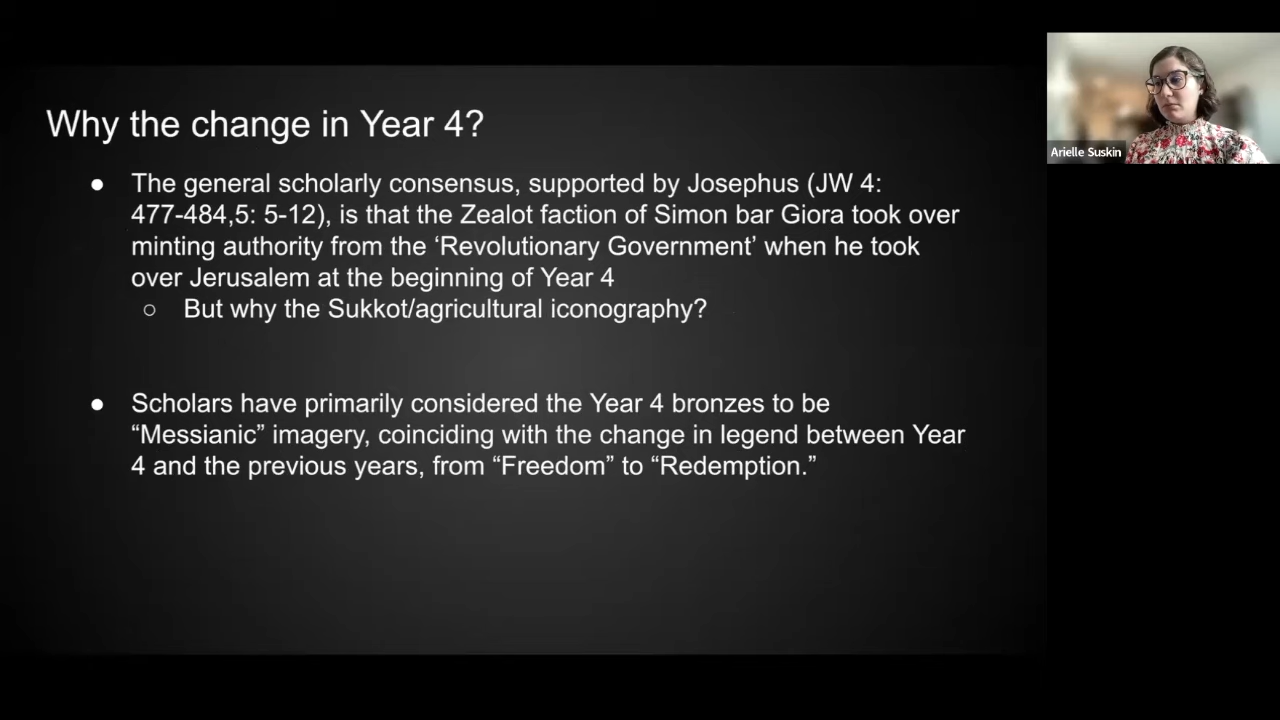 Why the change in Year 4?
● The general scholarly consensus, supported by Josephus (JW 4:
477-484,5: 5-12), is that the Zealot faction of Simon bar Giora took over
minting authority from the ‘Revolutionary Government’ when he took
over Jerusalem at the beginning of Year 4
○ But why the Sukkot/agricultural iconography?
● Scholars have primarily considered the Year 4 bronzes to be
“Messianic” imagery, coinciding with the change in legend between Year
4 and the previous years, from “Freedom” to “Redemption.”
Arielle Suskin